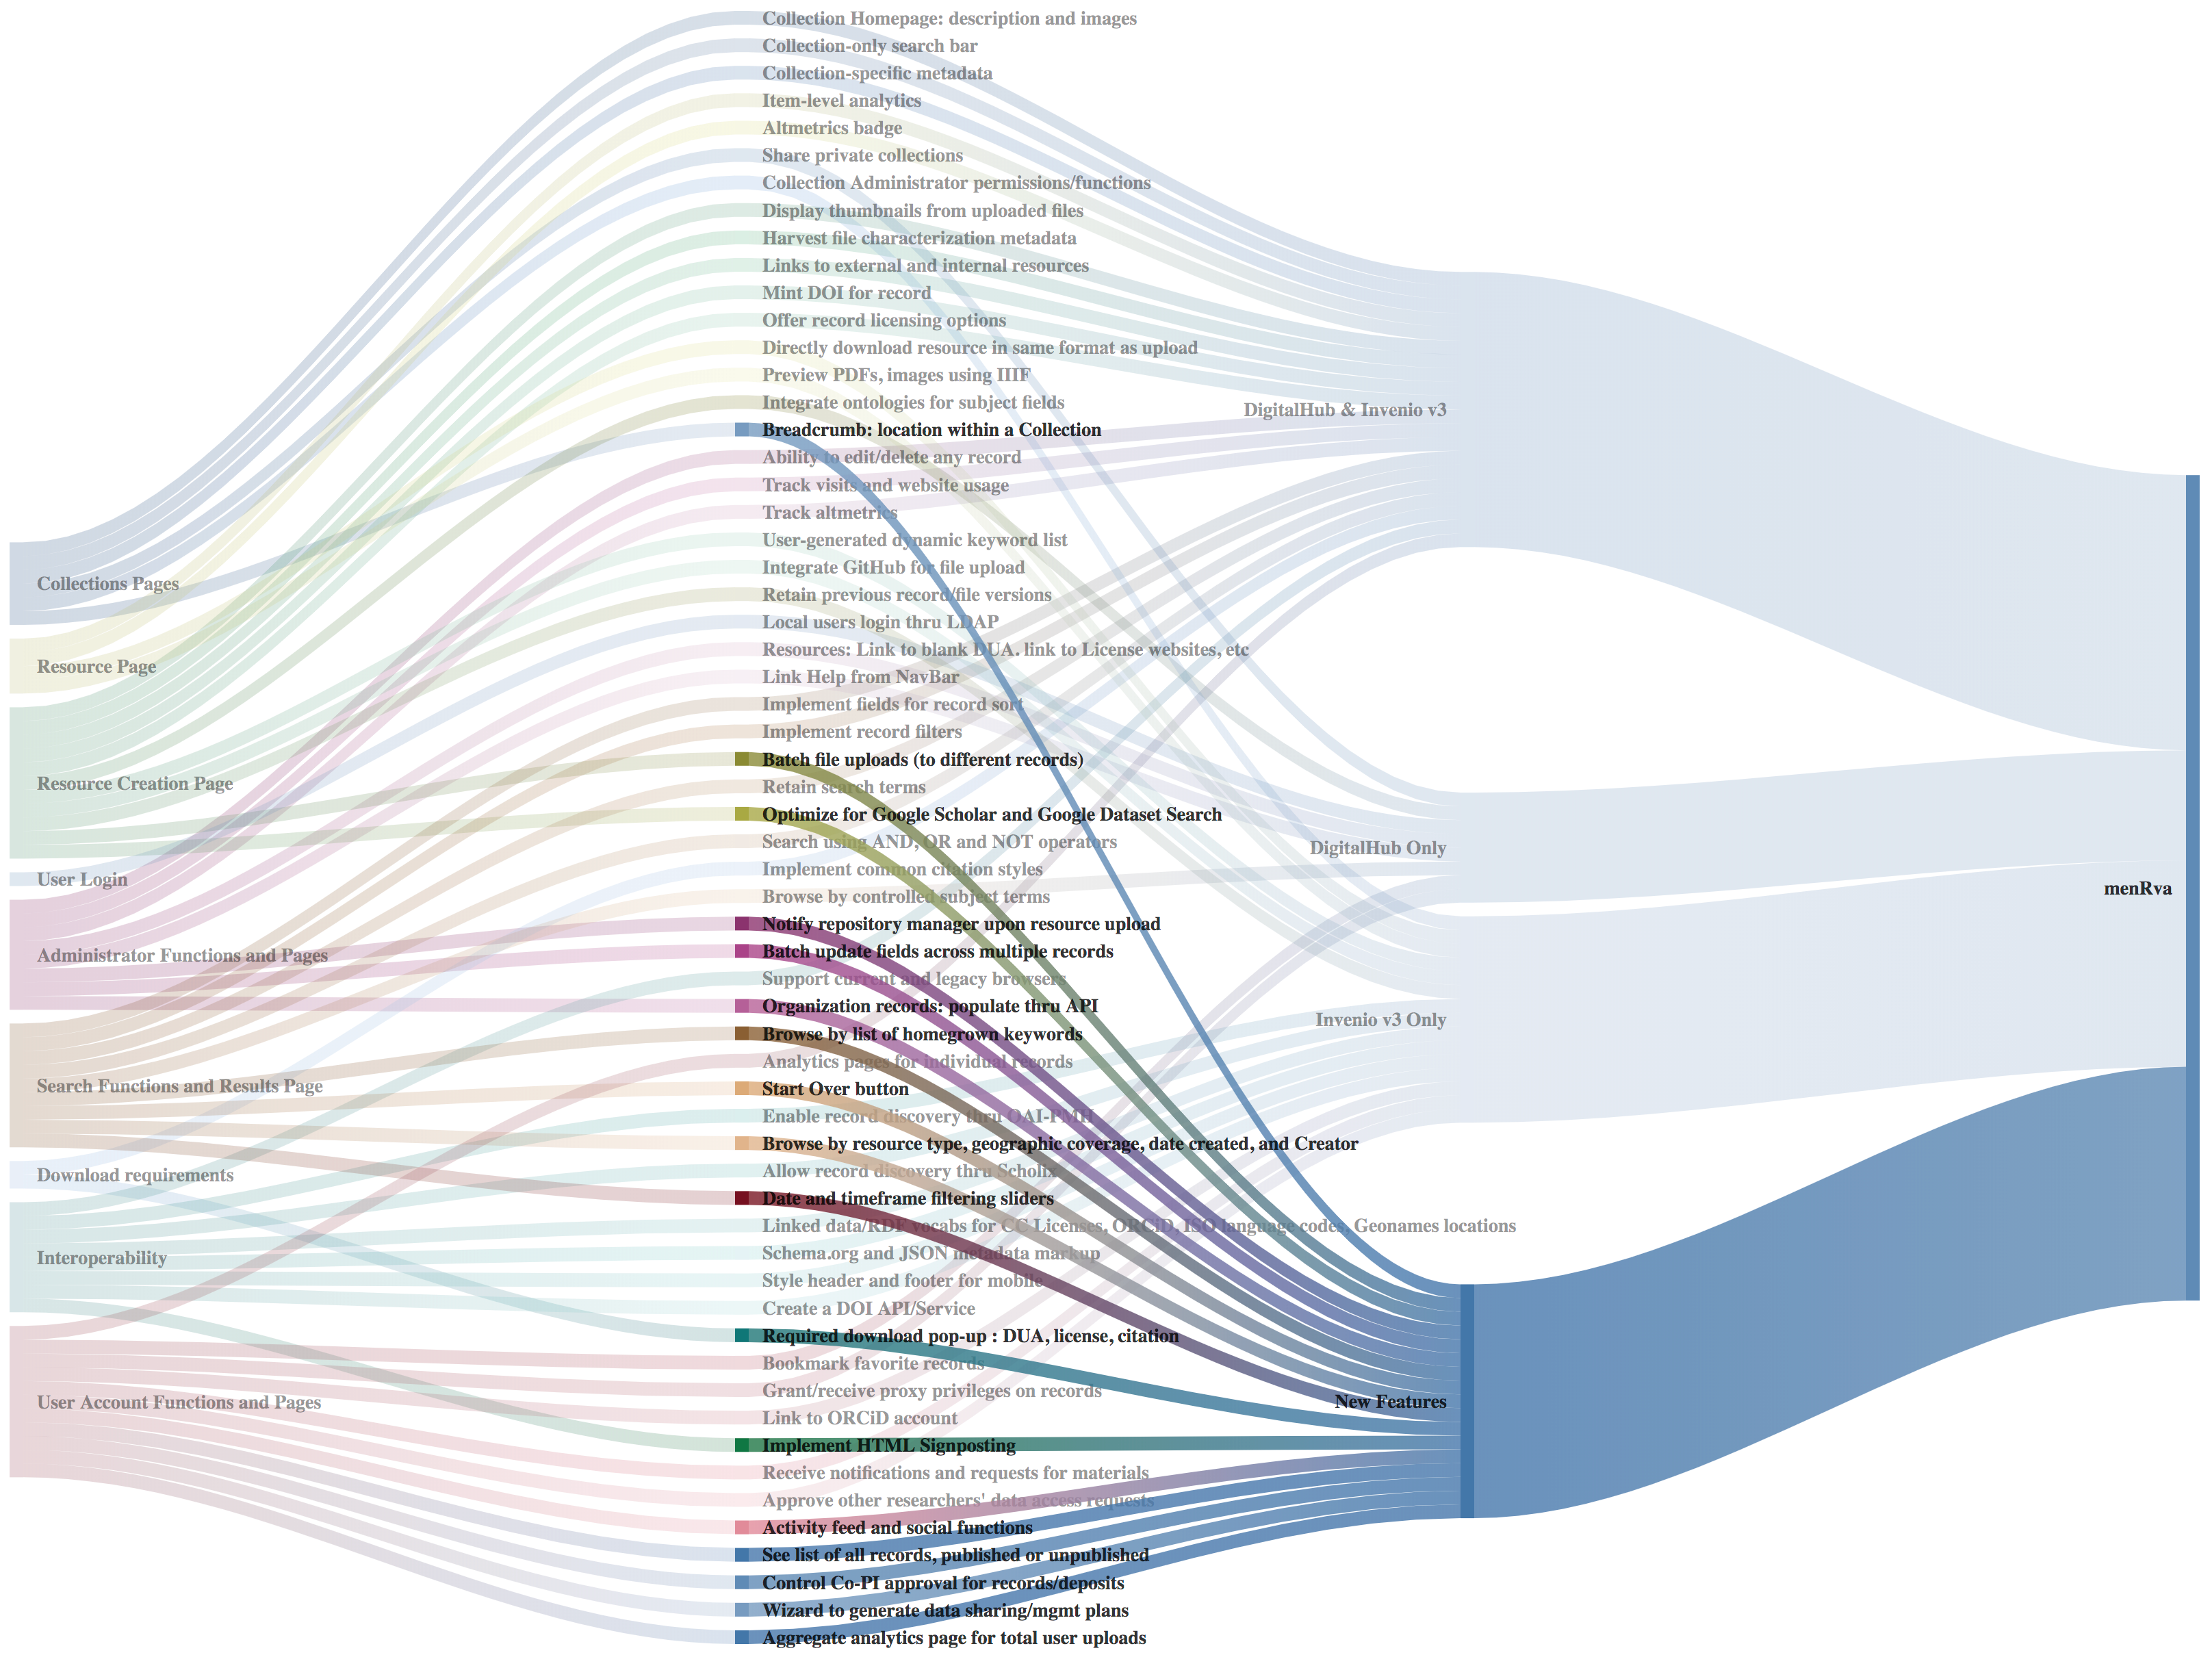 Collection Homepage: description and images
Collection-only search bar
Collection-specific metadata
Item-level analytics
Altmetrics badge
Share private collections
Collection Administrator permissions/functions
Display thumbnails from uploaded files
Harvest file characterization metadata
Links to external and internal resources
Mint DOI for record
Offer record licensing options
Directly download resource in same format as upload
Preview PDFs, images using IIIF
Integrate ontologies for subject fields
Breadcrumb: location within a Collection
Ability to edit/delete any record
Track visits and website usage
Track altmetrics
User-generated dynamic keyword list
Integrate GitHub for file upload
Retain previous record/file versions
Local users login thru LDAP
Resources: Link to blank DUA. link to License websites, etc
Link Help from NavBar
Implement fields for record sort
Implement record filters
Batch file uploads (to different records)
Retain search terms
Optimize for Google Scholar and Google Dataset Search
Search using AND, OR and NOT operators
Implement common citation styles
Browse by controlled subject terms
Notify repository manager upon resource upload
Batch update fields across multiple records
Support current and legacy browsers
Organization records: populate thru API
Browse by list of homegrown keywords
Analytics pages for individual records
Start Over button
Enable record discovery thru OAI-PMH
Browse by resource type, geographic coverage, date created, and Creator
Allow record discovery thru Scholix
Date and timeframe filtering sliders
Linked data/RDF vocabs for CC Licenses, ORCiD, ISO language codes, Geonames locations
Schema.org and JSON metadata markup
Style header and footer for mobile
Create a DOI API/Service
Required download pop-up : DUA, license, citation
Bookmark favorite records
Grant/receive proxy privileges on records
Link to ORCiD account
Implement HTML Signposting
Receive notifications and requests for materials
Approve other researchers' data access requests
Activity feed and social functions
See list of all records, published or unpublished
Control Co-PI approval for records/deposits
Wizard to generate data sharing/mgmt plans
Aggregate analytics page for total user uploads
Collections Pages
Resource Page
Resource Creation Page
User Login
Administrator Functions and Pages
Search Functions and Results Page
Download requirements
Interoperability
User Account Functions and Pages
DigitalHub & Invenio v3
DigitalHub Only
Invenio v3 Only
New Features
menRva